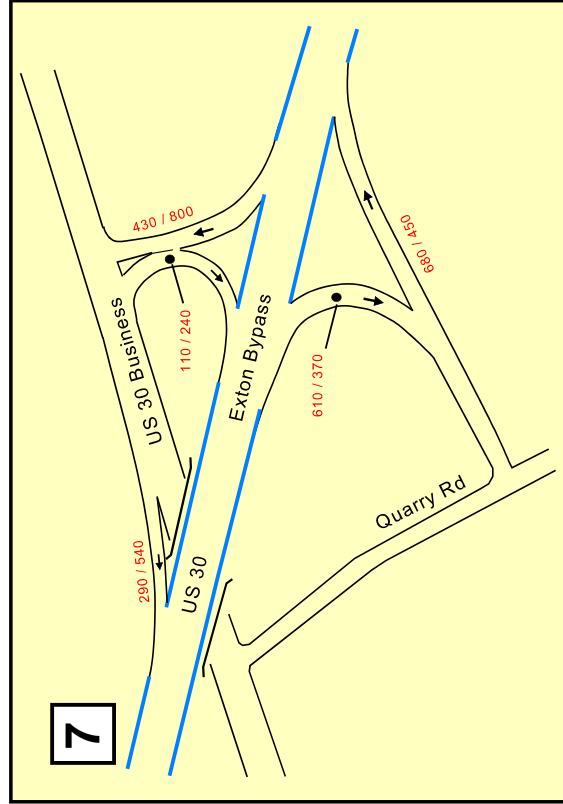 430 / 800
680 / 450
110 / 240
US 30 Business
Exton Bypass
610 / 370
Quarry Rd
290 / 540
US 30
7